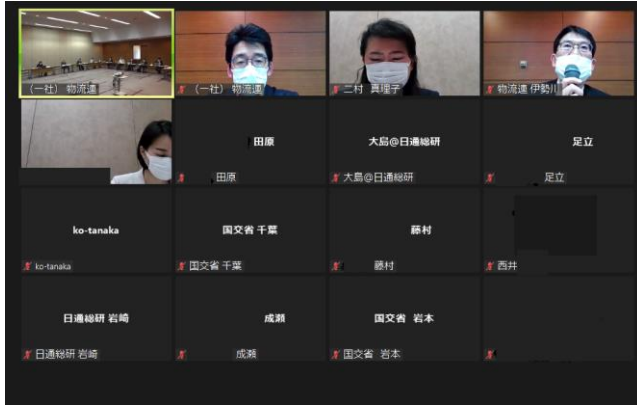 (一社) 物流連
(一社) 物流連
二村 真理子
物流連 伊勢川
田原
大島@日通総研
足立
田原
大島@日通総研
足立
ko-tanaka
国交省 千葉
藤村
ko-tanaka
国交省 千葉
藤村
西井
日通総研 岩崎
成瀬
国交省 岩本
日通総研 岩崎
成瀬
国交省 岩本